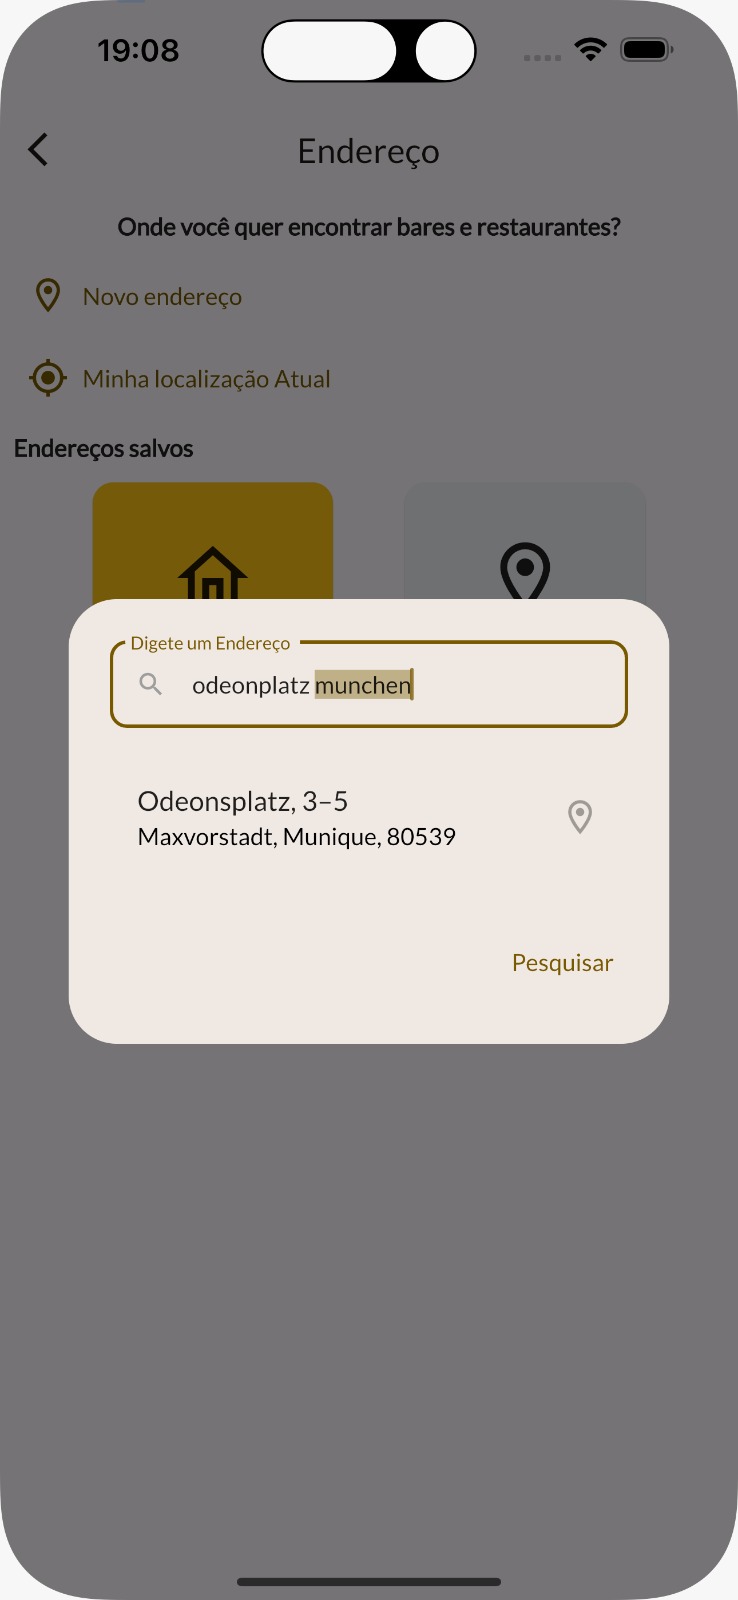 19:08
Endereço
Onde você quer encontrar bares e restaurantes?
Novo endereço
Minha localização Atual
Endereços salvos
Digete um Endereço
odeonplatz munchen
Odeonsplatz, 3–5
Maxvorstadt, Munique, 80539
Pesquisar